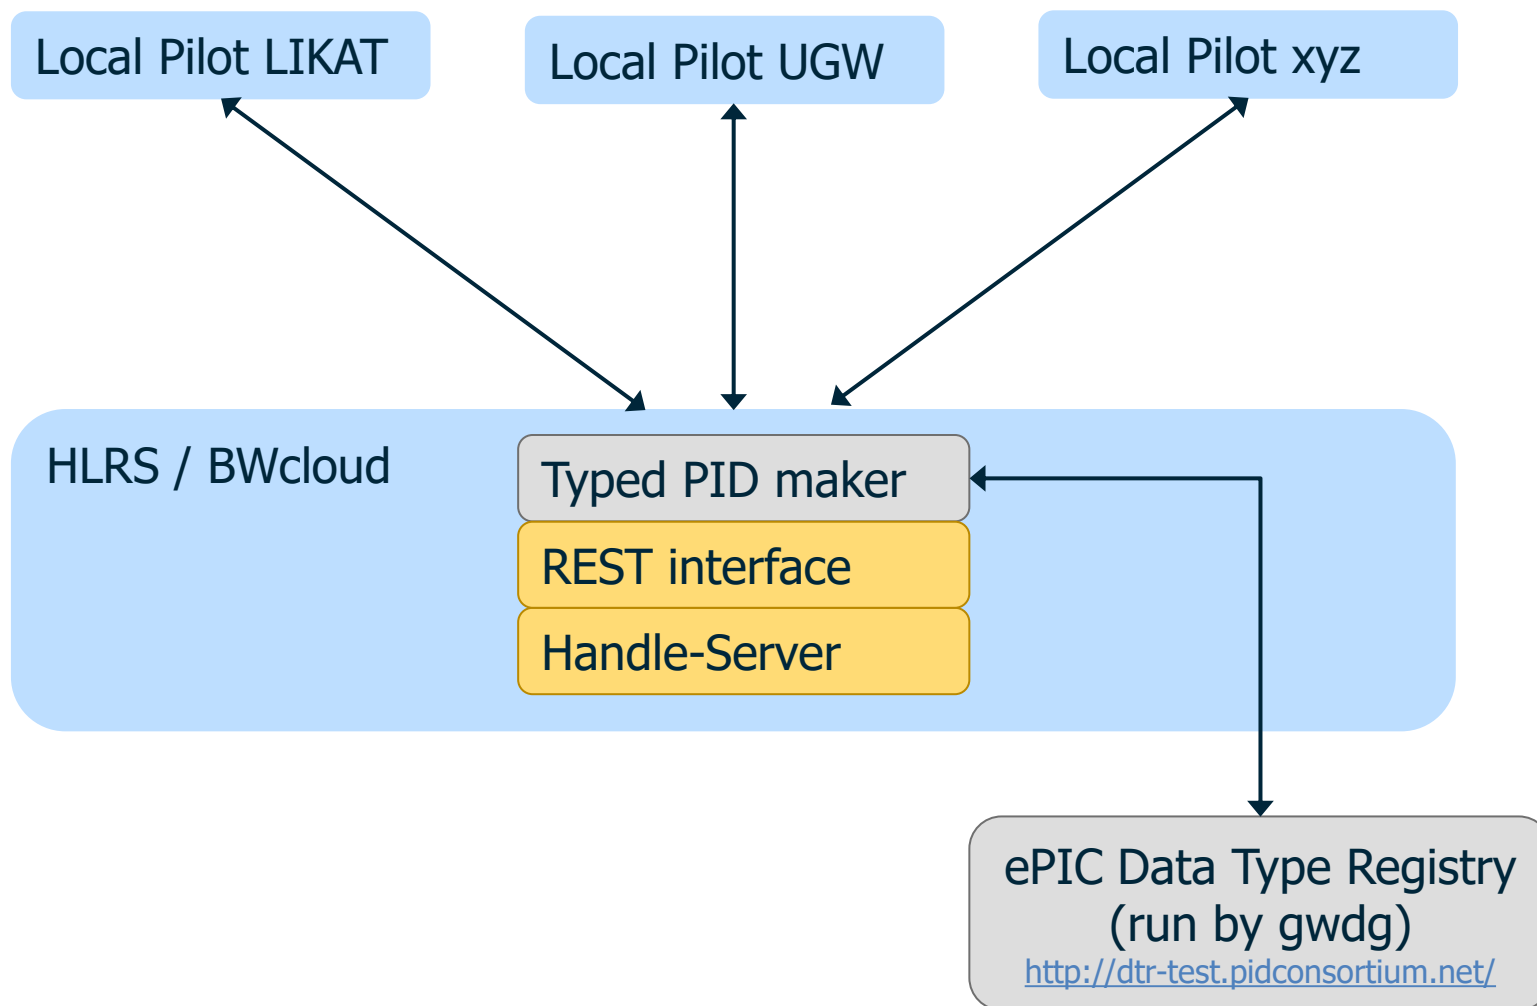 Local Pilot LIKAT
Local Pilot UGW
Local Pilot xyz
HLRS / BWcloud
Typed PID maker
REST interface
Handle-Server
ePIC Data Type Registry
(run by gwdg)
http://dtr-test.pidconsortium.net/